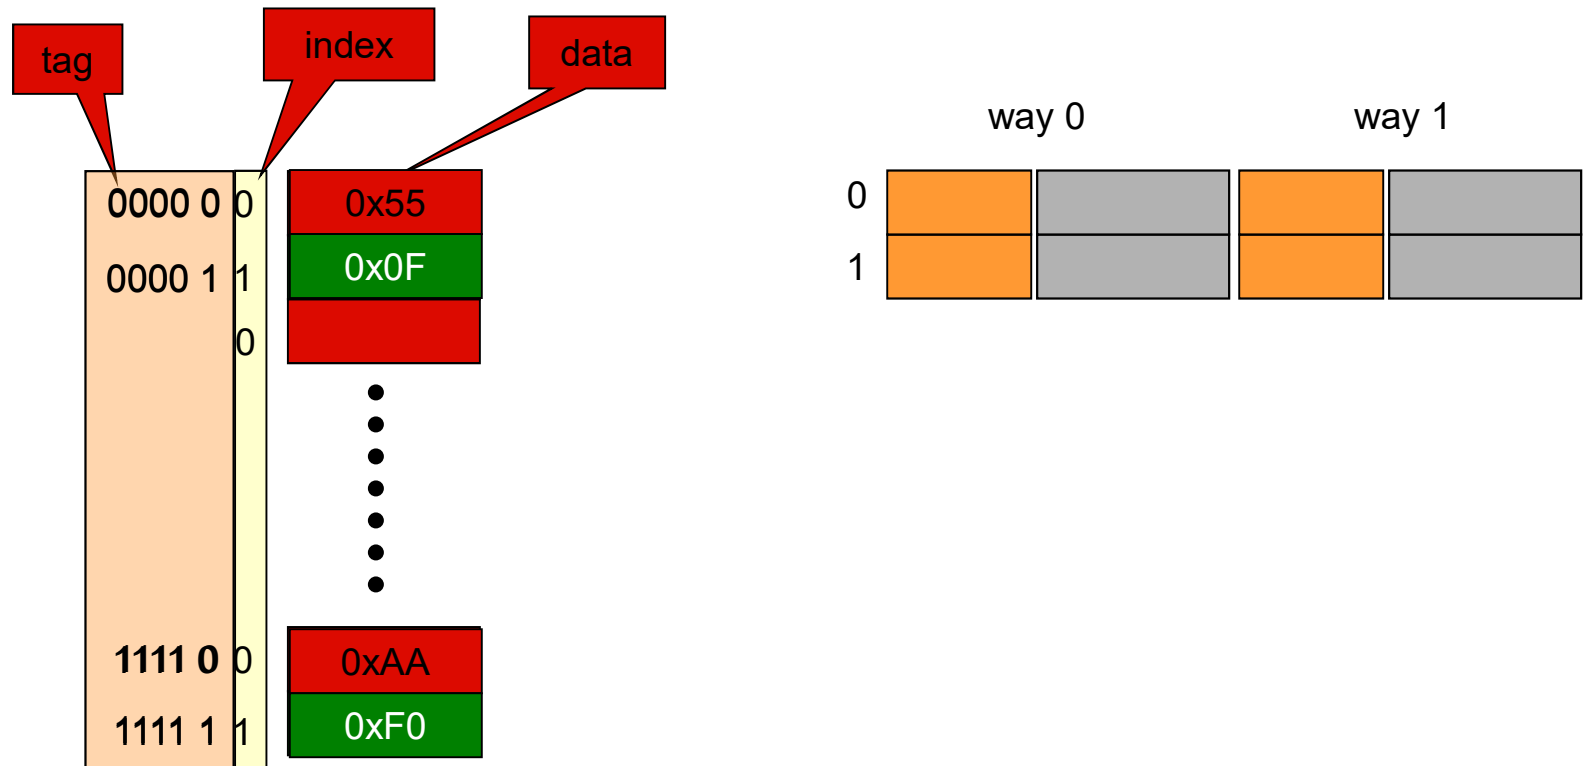 tag
index
data
way 0
way 1
0000 0 0
0x55
0
0000 1 1
0x0F
1
0
1111 0 0
0xAA
1111 1 1
0xF0